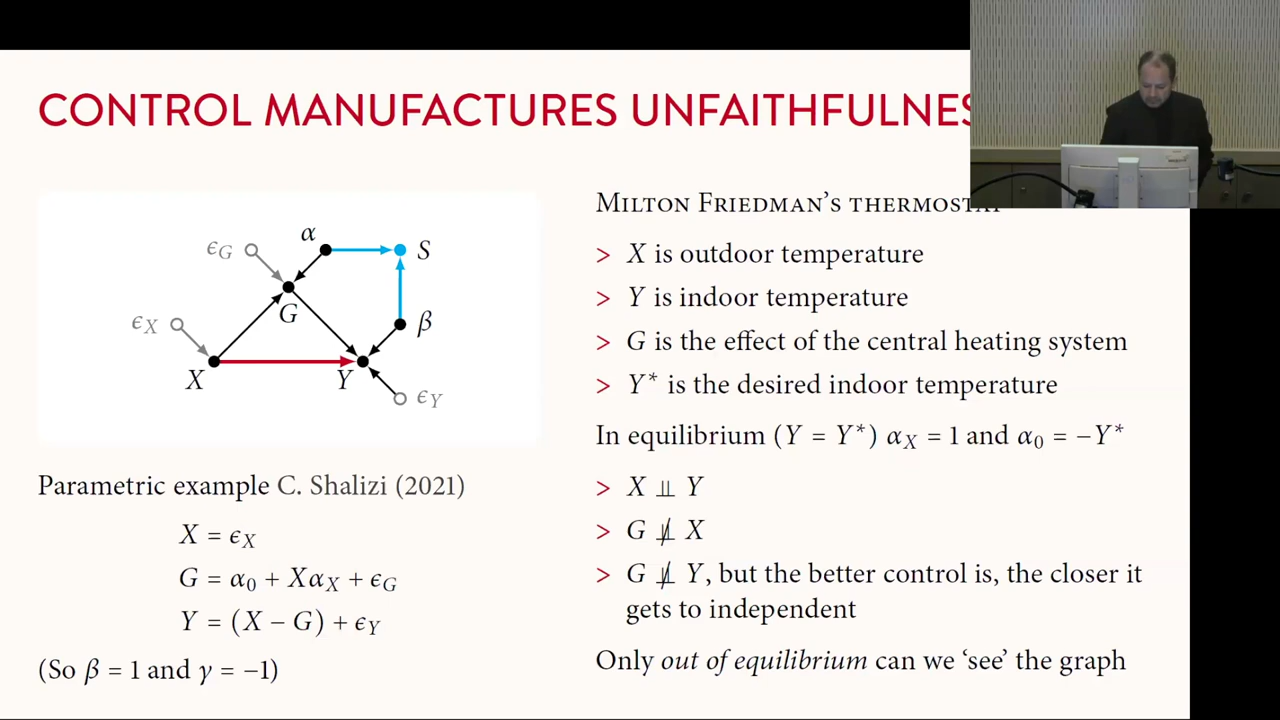 CONTROL MANUFACTURES UNFAITHFULNES
α
S
ϵG
G
β
ϵX
X
Y
ϵY
Parametric example C. Shalizi (2021)
X = ϵX
G = α0 + XαX + ϵG
Y = (X − G) + ϵY
(So β = 1 and γ = −1)
MILTON FRIEDMAN'S THERMOSTAT
> X is outdoor temperature
> Y is indoor temperature
> G is the effect of the central heating system
> Y* is the desired indoor temperature
In equilibrium (Y = Y*) αX = 1 and α0 = −Y*
> X ⫫ Y
> G ⫫̸ X
> G ⫫̸ Y, but the better control is, the closer it
gets to independent
Only out of equilibrium can we ‘see’ the graph